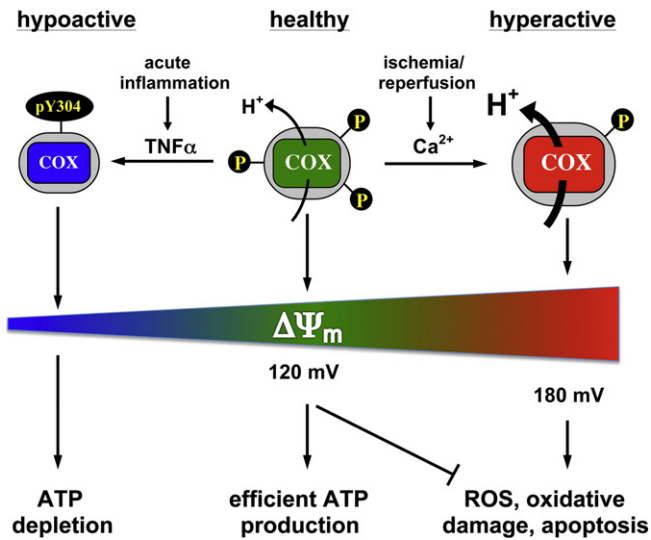 hypoactive
healthy
hyperactive
acute
inflammation
ischemia/
reperfusion
pY304
H+
P
H+
P
COX
TNFα
P
COX
Ca2+
COX
P
ΔΨm
120 mV
180 mV
ATP
depletion
efficient ATP
production
ROS, oxidative
damage, apoptosis